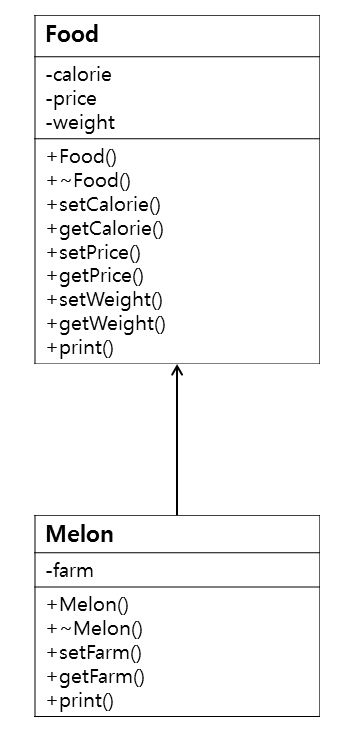 Food
-calorie
-price
-weight
+Food()
+~Food()
+setCalorie()
+getCalorie()
+setPrice()
+getPrice()
+setWeight()
+getWeight()
+print()
Melon
-farm
+Melon()
+~Melon()
+setFarm()
+getFarm()
+print()